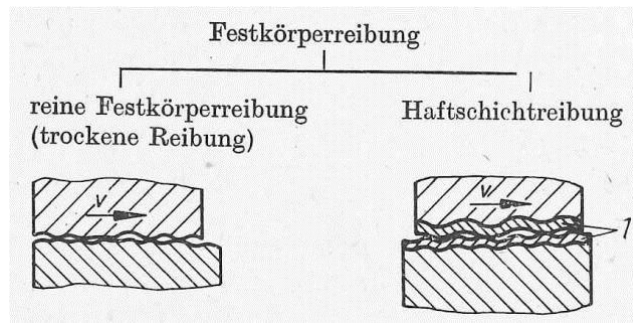 Festkörperreibung
reine Festkörperreibung
(trockene Reibung)
Haftschichtreibung
v
v
1